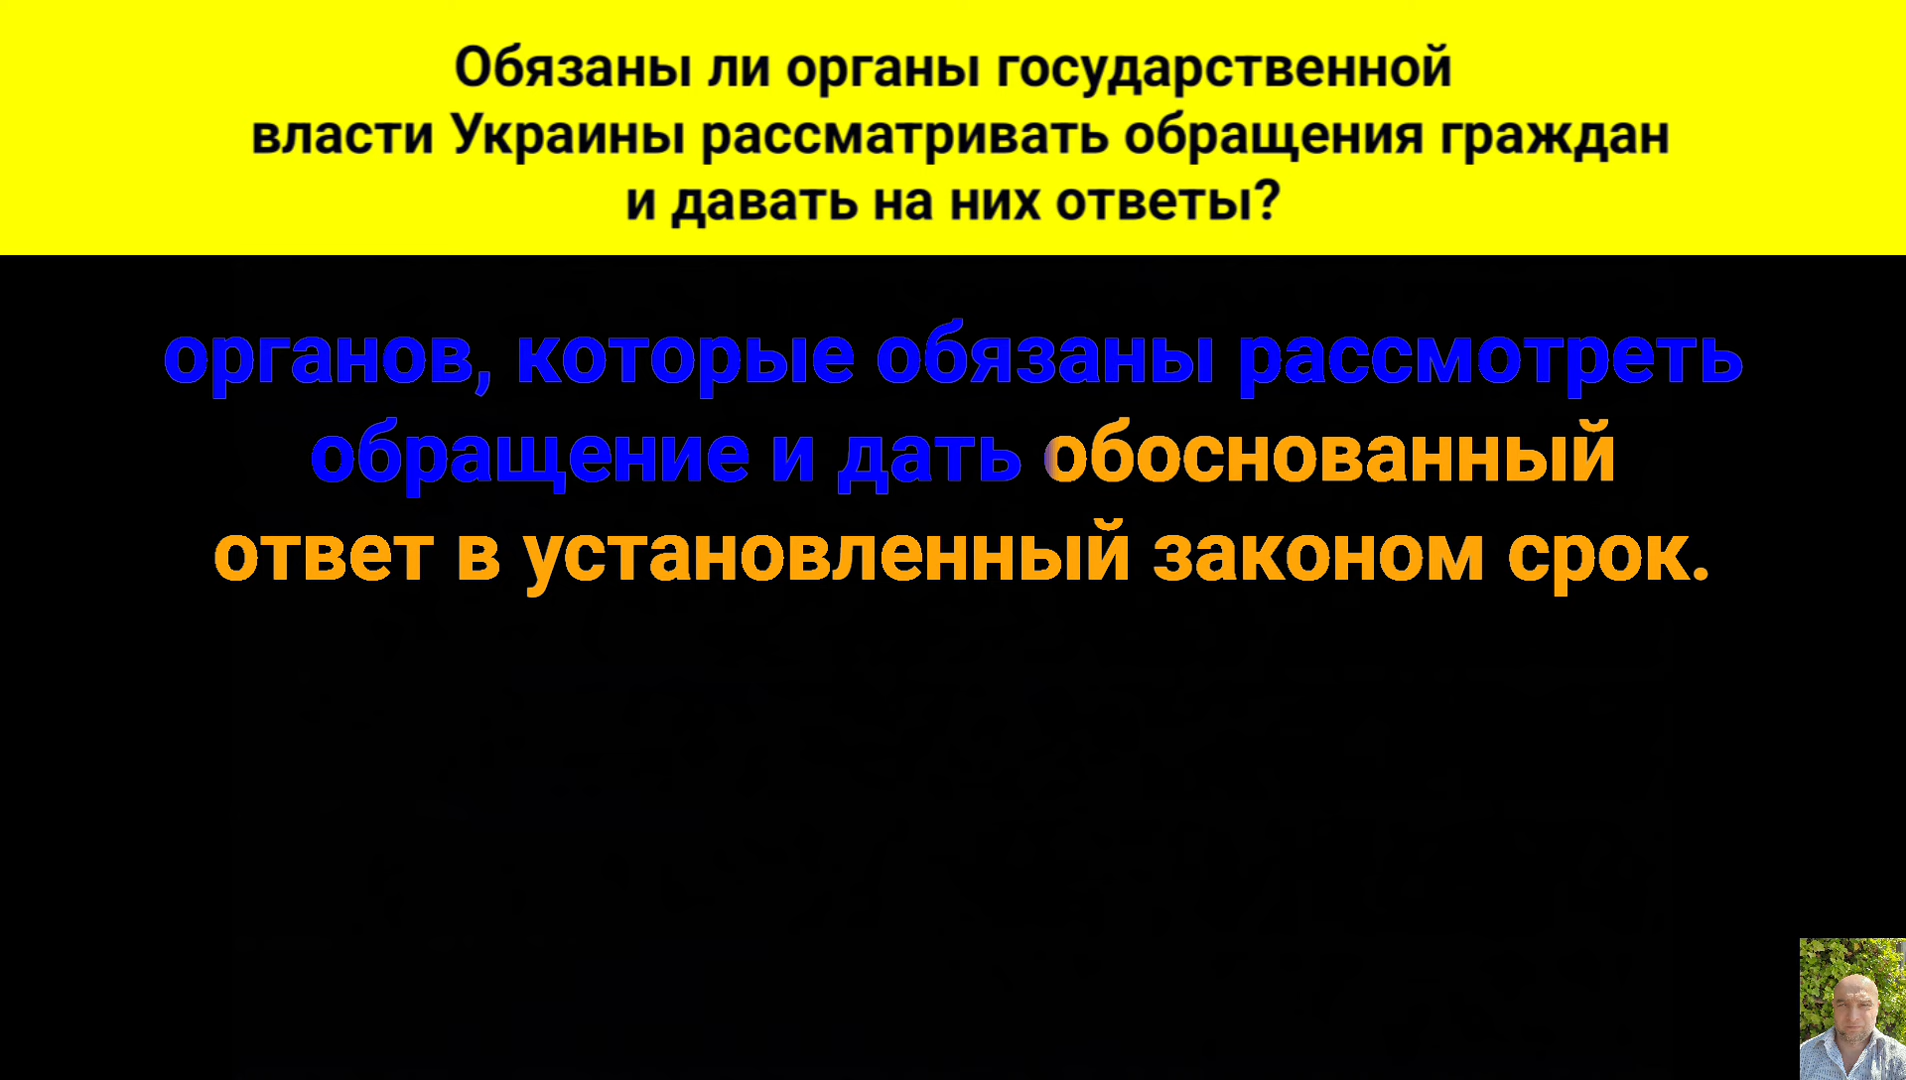 Обязаны ли органы государственной
власти Украины рассматривать обращения граждан
и давать на них ответы?
органов, которые обязаны рассмотреть
обращение и дать обоснованный
ответ в установленный законом срок.